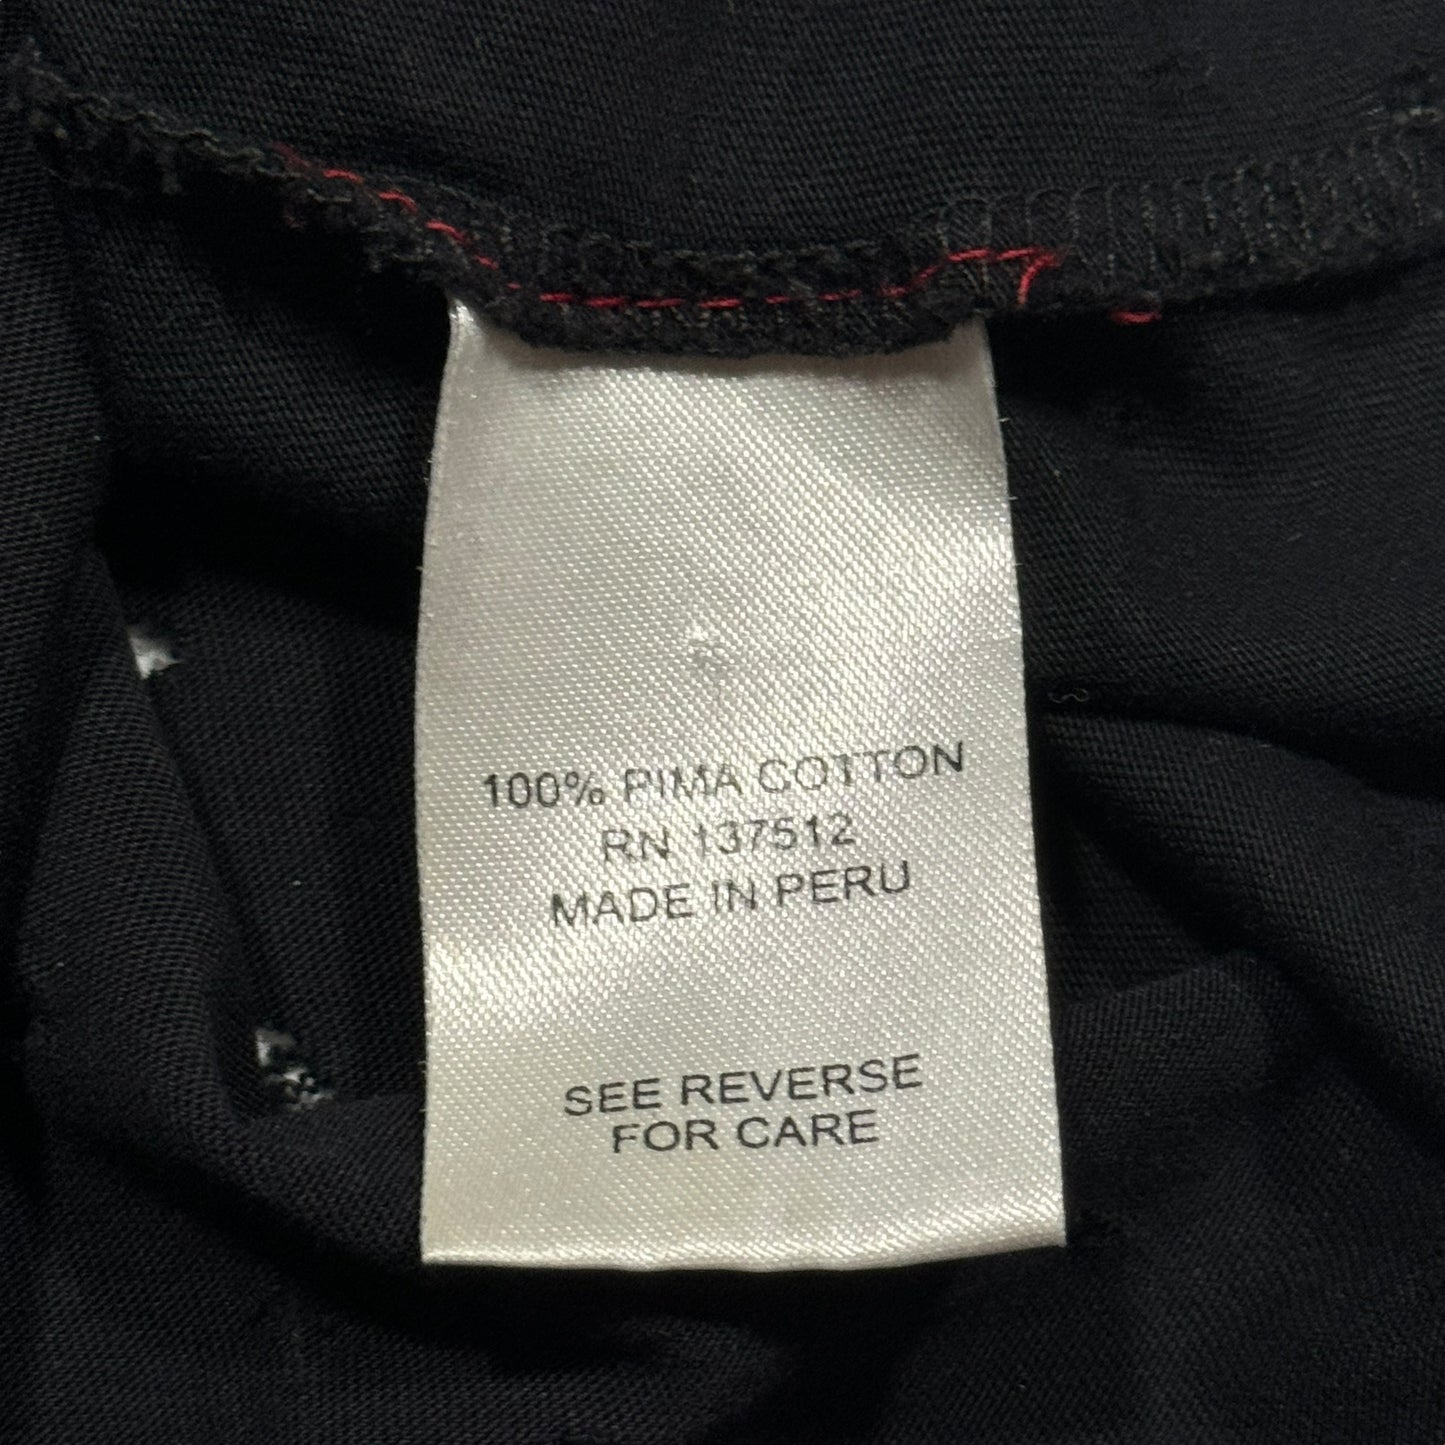 100% PIMA COTTON
RN 137512
MADE IN PERU
SEE REVERSE
FOR CARE